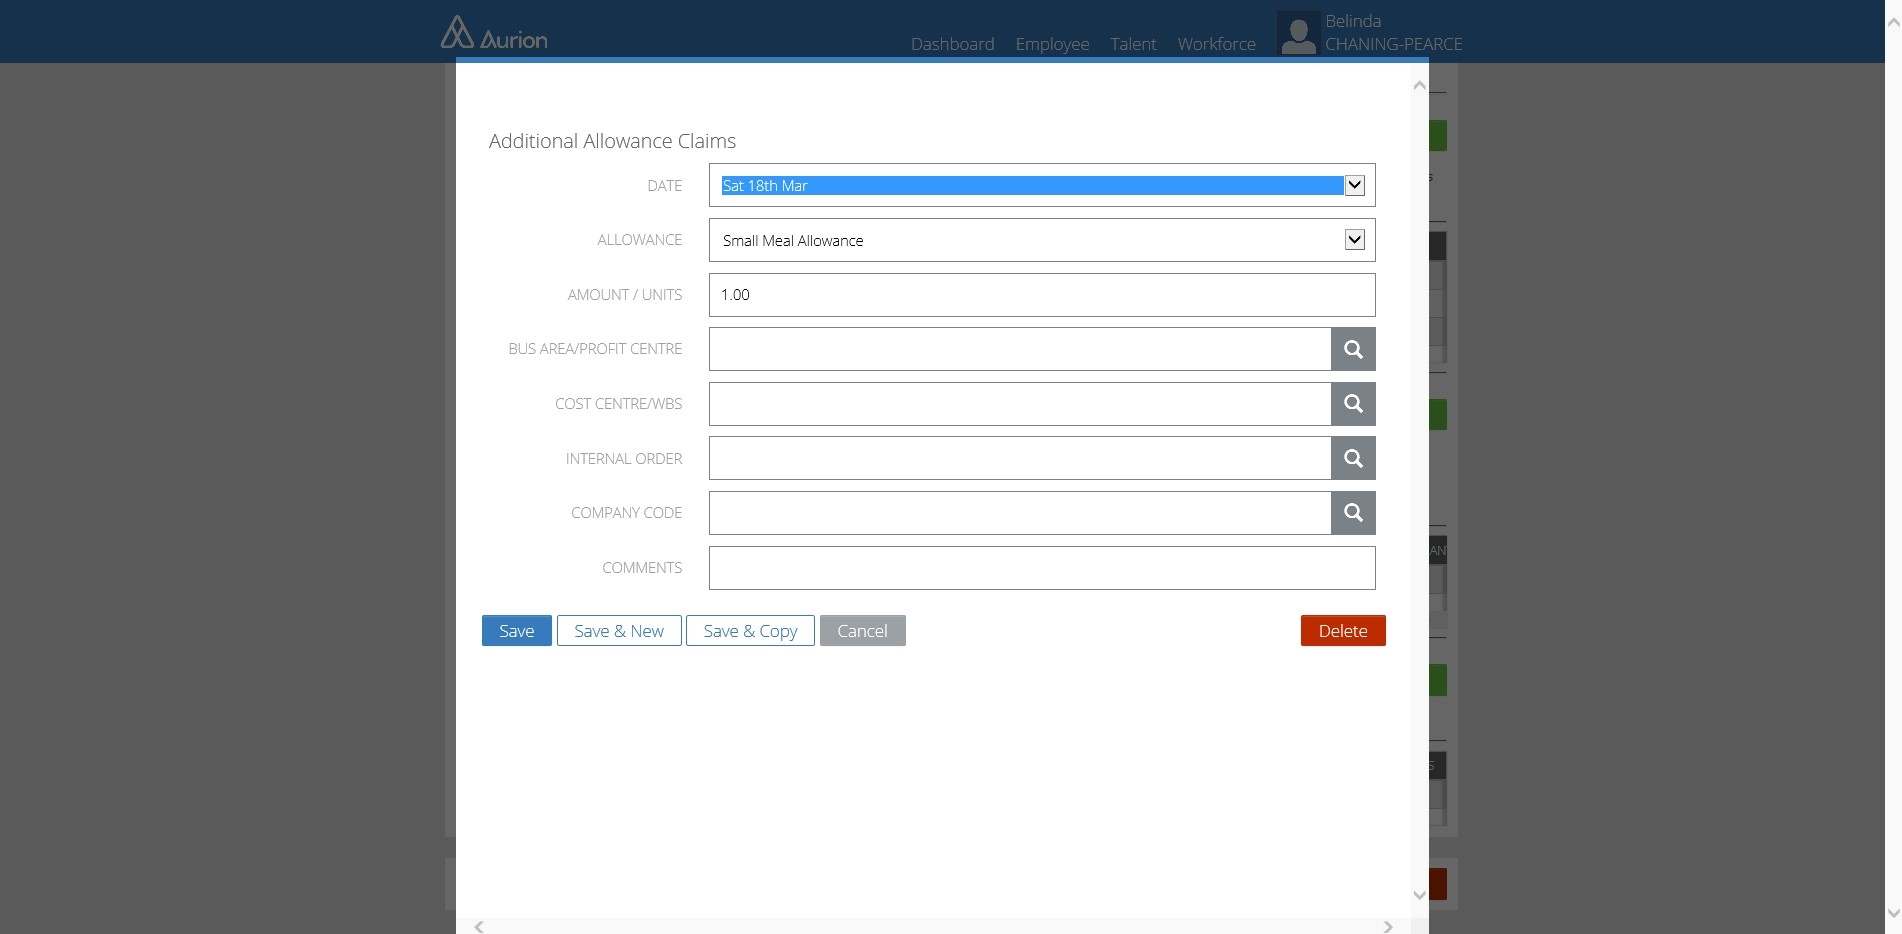 Aurion
Dashboard Employee Talent Workforce
Belinda
CHANING-PEARCE
Additional Allowance Claims
DATE Sat 18th Mar
ALLOWANCE Small Meal Allowance
AMOUNT / UNITS 1.00
BUS AREA/PROFIT CENTRE
COST CENTRE/WBS
INTERNAL ORDER
COMPANY CODE
COMMENTS
Save Save & New Save & Copy Cancel Delete